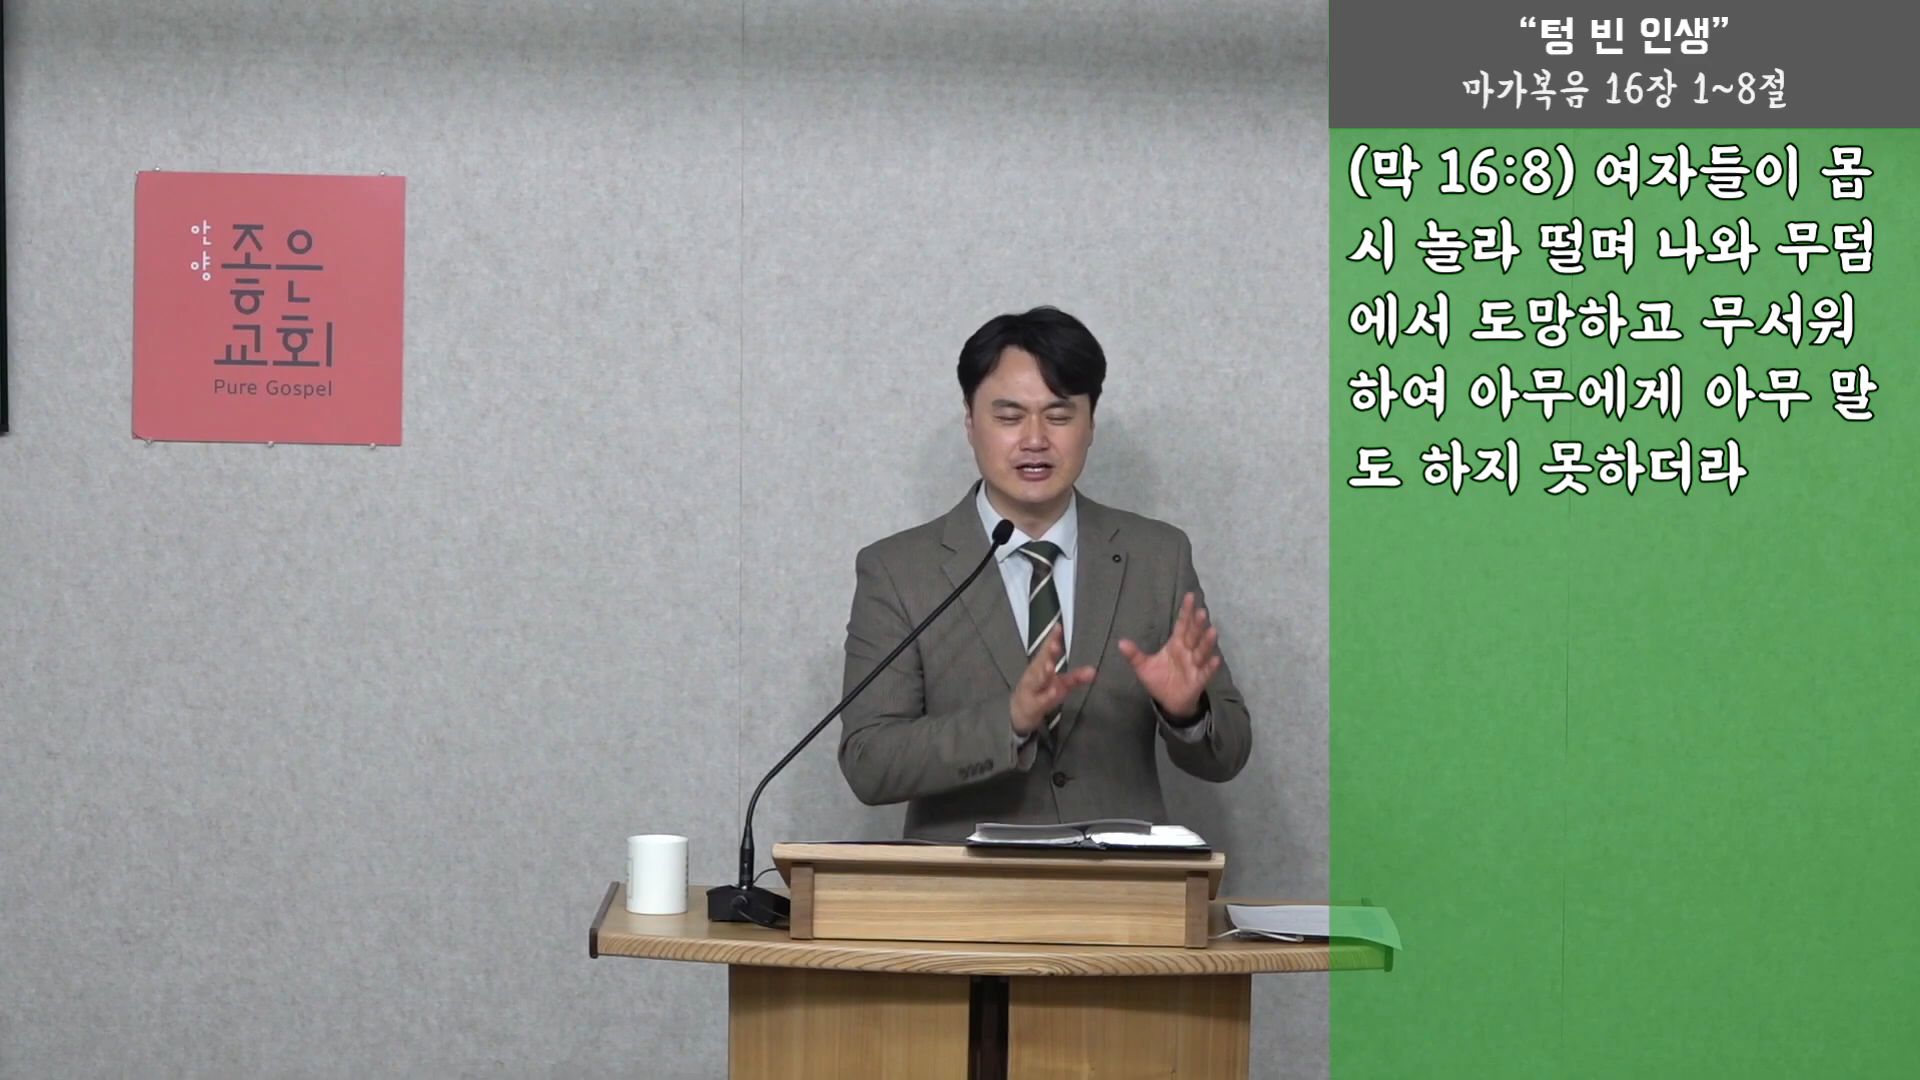 안양
좋은
교회
Pure Gospel
“텅 빈 인생”
마가복음 16장 1~8절
(막 16:8) 여자들이 몹
시 놀라 떨며 나와 무덤
에서 도망하고 무서워
하여 아무에게 아무 말
도 하지 못하더라